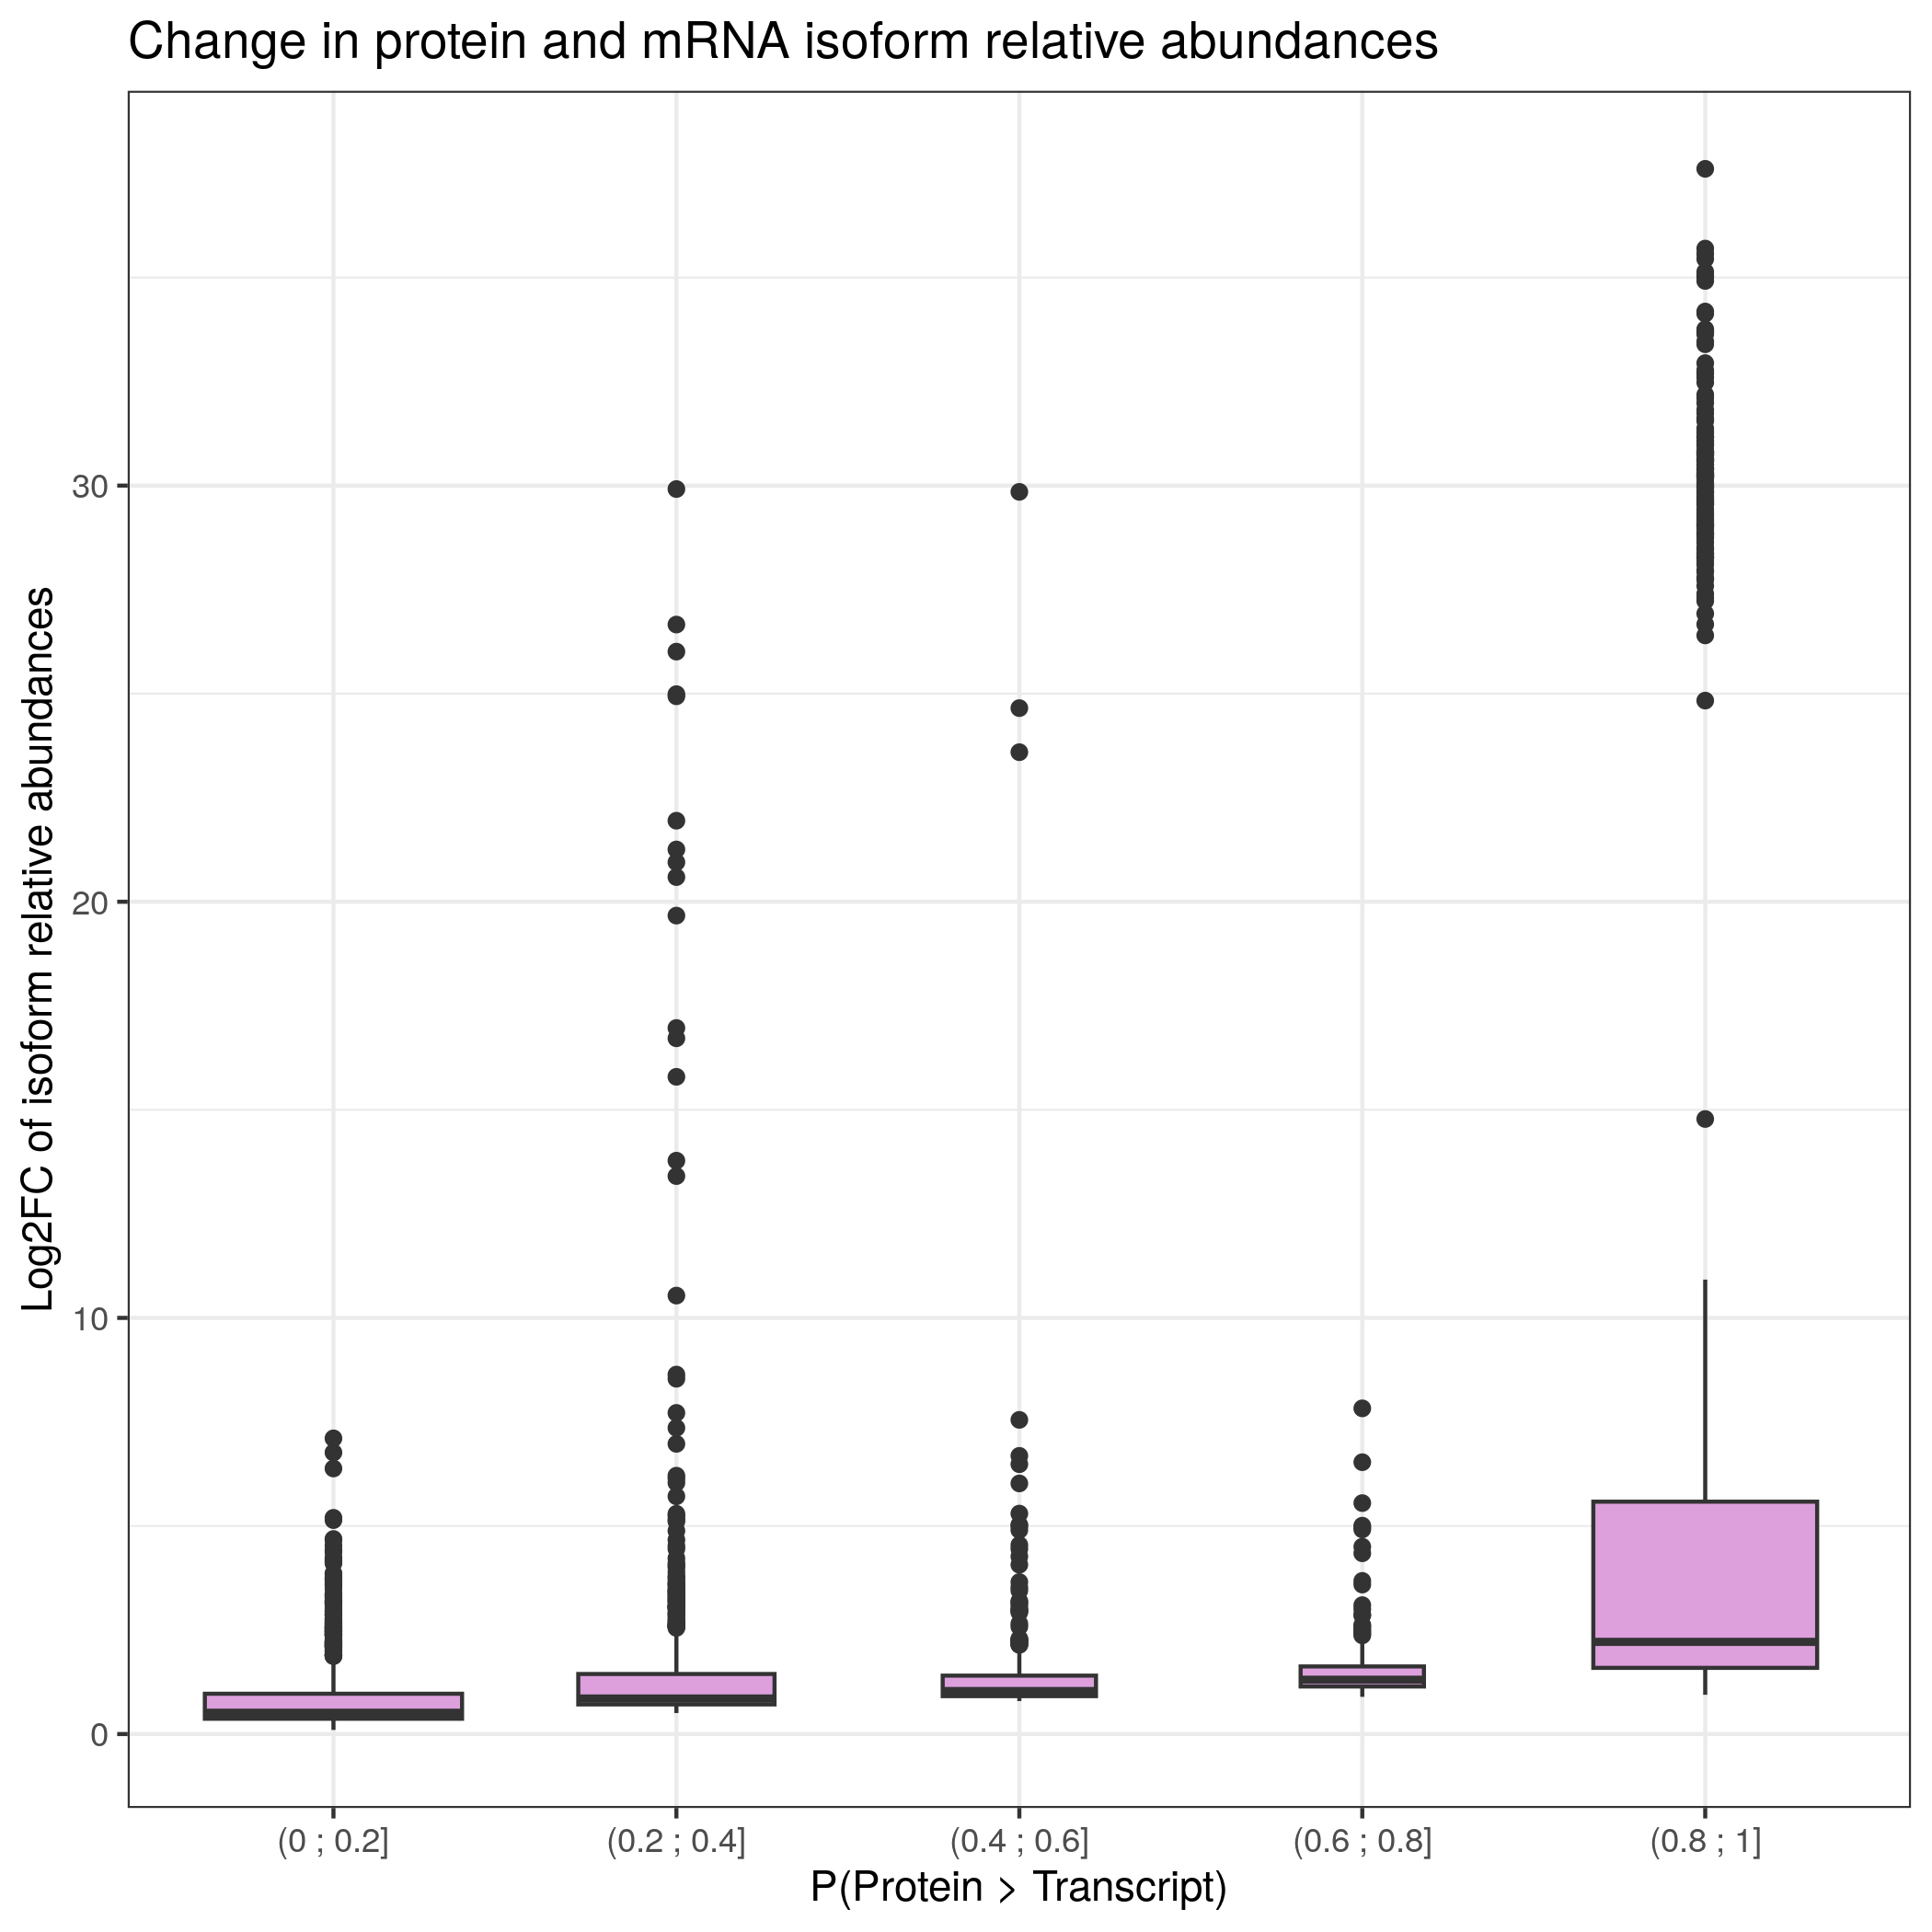 Change in protein and mRNA isoform relative abundances
Log2FC of isoform relative abundances
30
20
10
0
(0 ; 0.2]
(0.2 ; 0.4]
(0.4 ; 0.6]
(0.6 ; 0.8]
(0.8 ; 1]
P(Protein > Transcript)